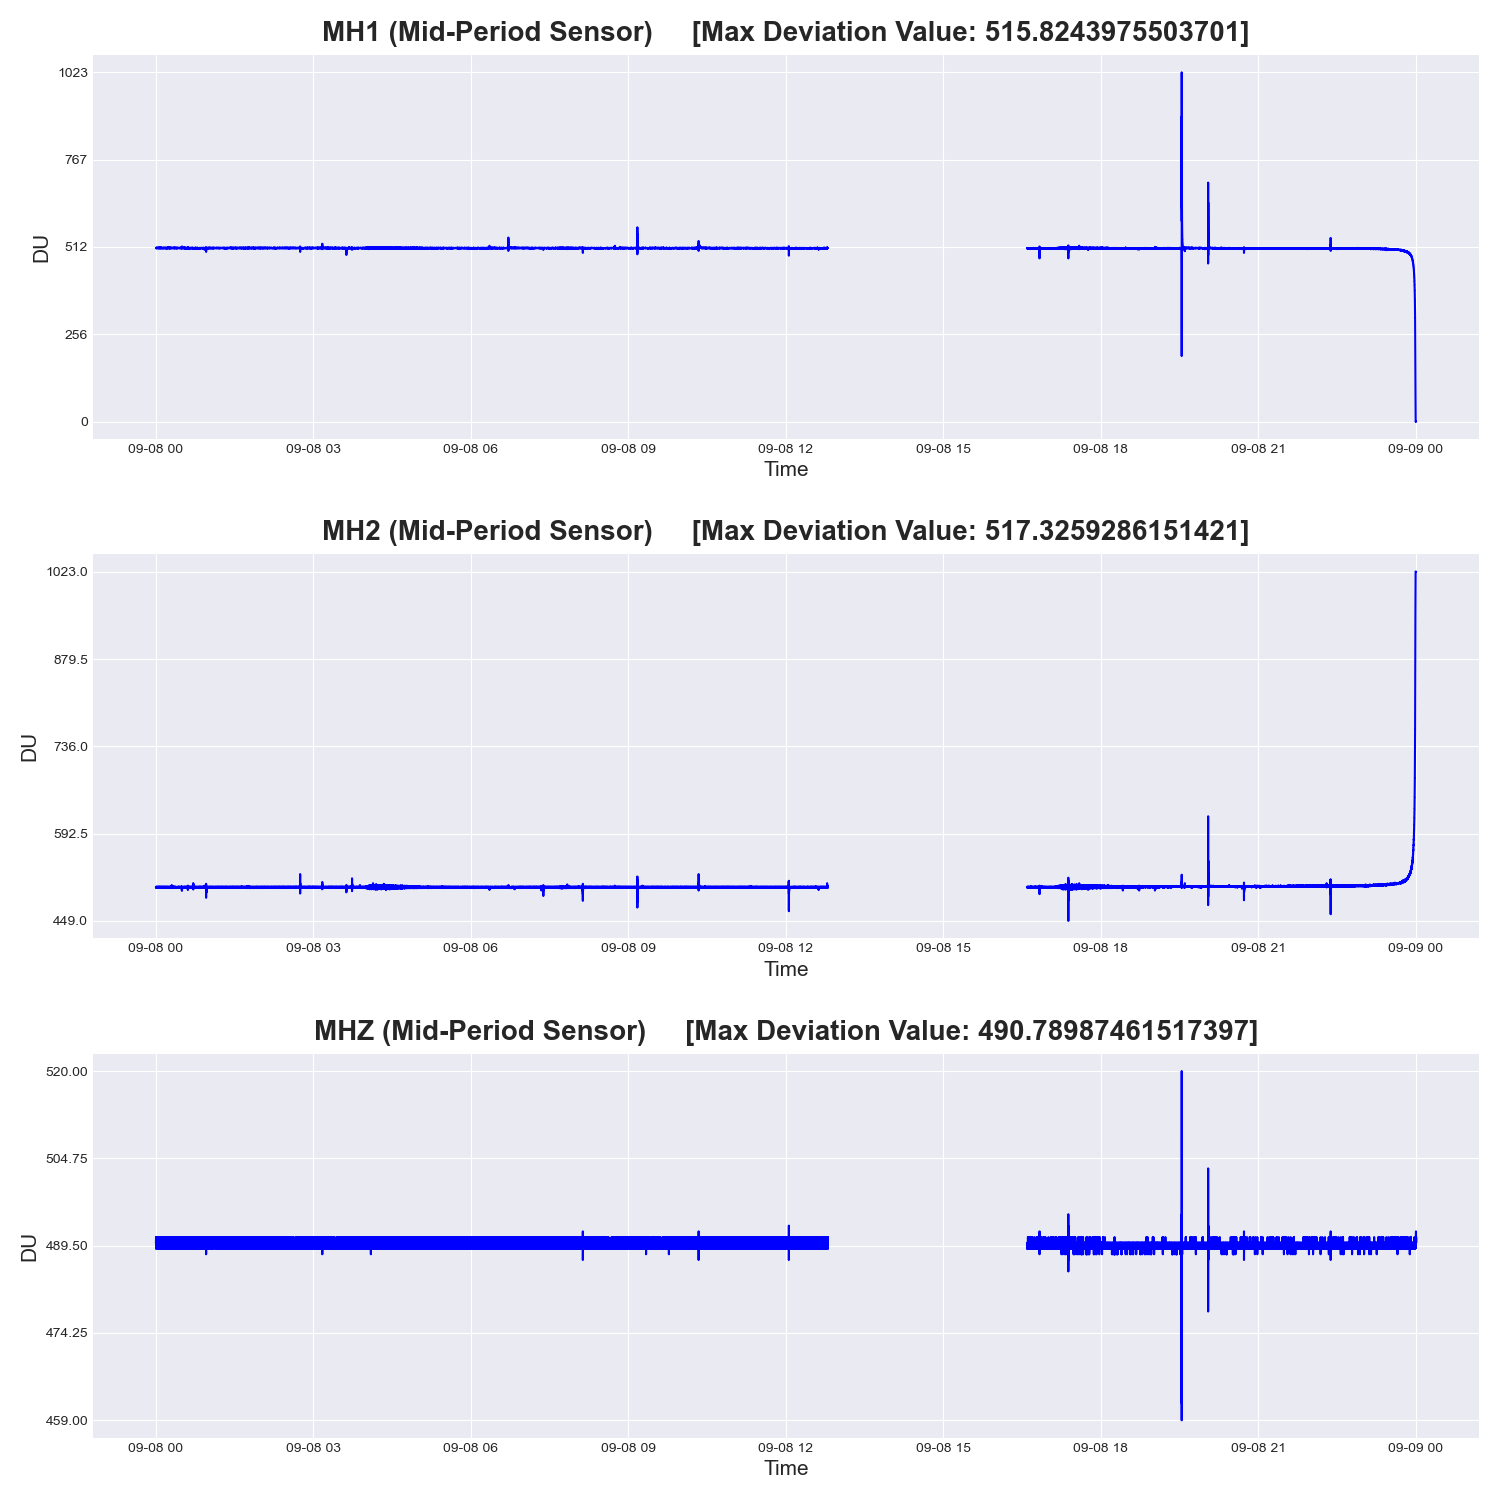 MH1 (Mid-Period Sensor) [Max Deviation Value: 515.8243975503701]
1023
767
512
256
0
DU
09-08 00 09-08 03 09-08 06 09-08 09 09-08 12 09-08 15 09-08 18 09-08 21 09-09 00
Time
MH2 (Mid-Period Sensor) [Max Deviation Value: 517.3259286151421]
1023.0
879.5
736.0
592.5
449.0
DU
09-08 00 09-08 03 09-08 06 09-08 09 09-08 12 09-08 15 09-08 18 09-08 21 09-09 00
Time
MHZ (Mid-Period Sensor) [Max Deviation Value: 490.78987461517397]
520.00
504.75
489.50
474.25
459.00
DU
09-08 00 09-08 03 09-08 06 09-08 09 09-08 12 09-08 15 09-08 18 09-08 21 09-09 00
Time